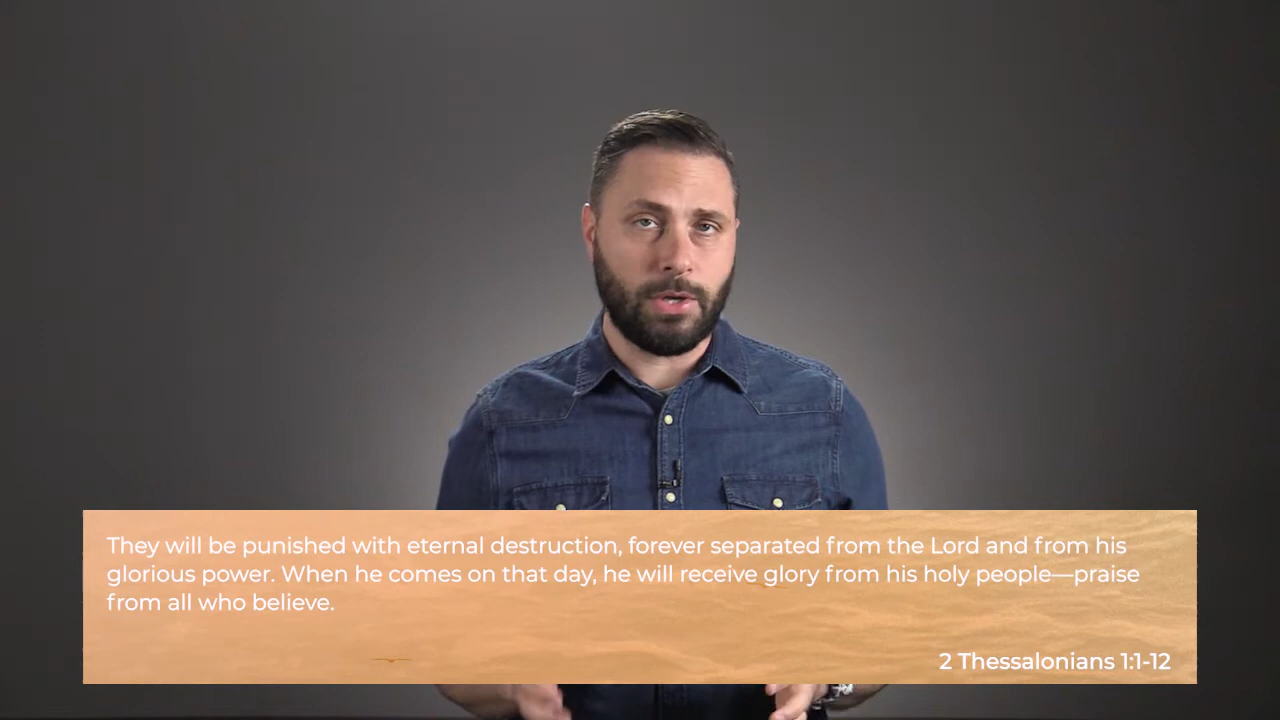 They will be punished with eternal destruction, forever separated from the Lord and from his
glorious power. When he comes on that day, he will receive glory from his holy people—praise
from all who believe.
2 Thessalonians 1:1-12